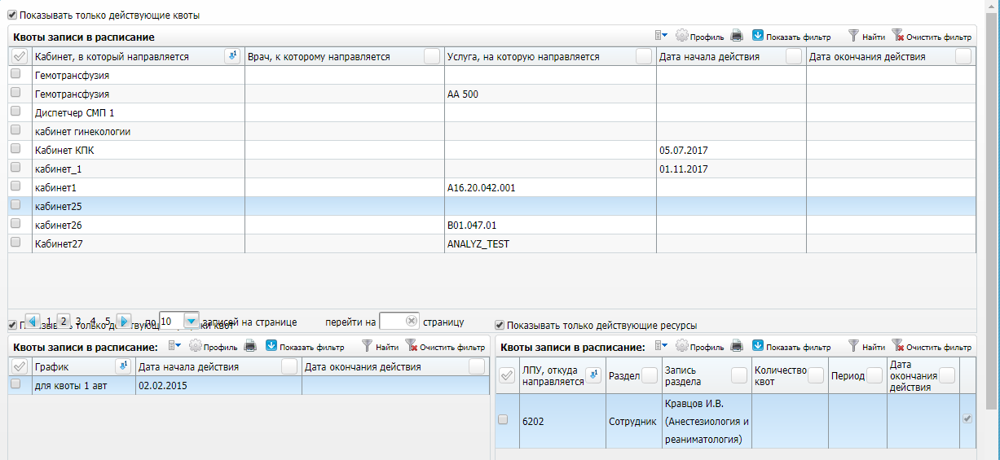 Показывать только действующие квоты
Квоты записи в расписание Профиль Показать фильтр Найти Очистить фильтр
Кабинет, в который направляется Врач, к которому направляется Услуга, на которую направляется Дата начала действия Дата окончания действия
Гемотрансфузия
Гемотрансфузия АА 500
Диспетчер СМП 1
кабинет гинекологии
Кабинет КПК 05.07.2017
кабинет_1 01.11.2017
кабинет1 A16.20.042.001
кабинет25
кабинет26 B01.047.01
Кабинет27 ANALYZ_TEST
1 2 3 4 5 по 10 записей на странице перейти на страницу
Показывать только действующие квот
Показывать только действующие ресурсы
Квоты записи в расписание: Профиль Показать фильтр Найти Очистить фильтр
График Дата начала действия Дата окончания действия
для квоты 1 авт 02.02.2015
Квоты записи в расписание: Профиль Показать фильтр Найти Очистить фильтр
ЛПУ, откуда направляется Раздел Запись раздела Количество квот Период Дата окончания действия
6202 Сотрудник Кравцов И.В.
(Анестезиология и
реаниматология)